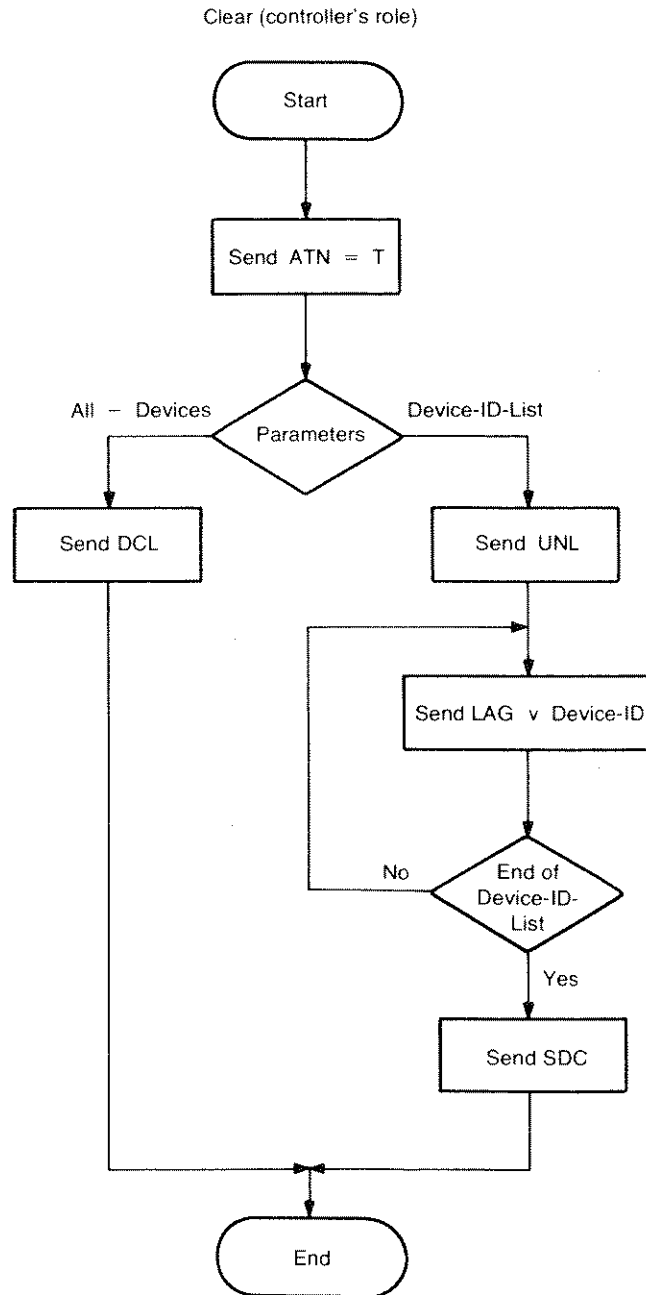 Clear (controller's role)
Start
Send ATN = T
All – Devices
Parameters
Device-ID-List
Send DCL
Send UNL
Send LAG v Device-ID
No
End of
Device-ID-
List
Yes
Send SDC
End